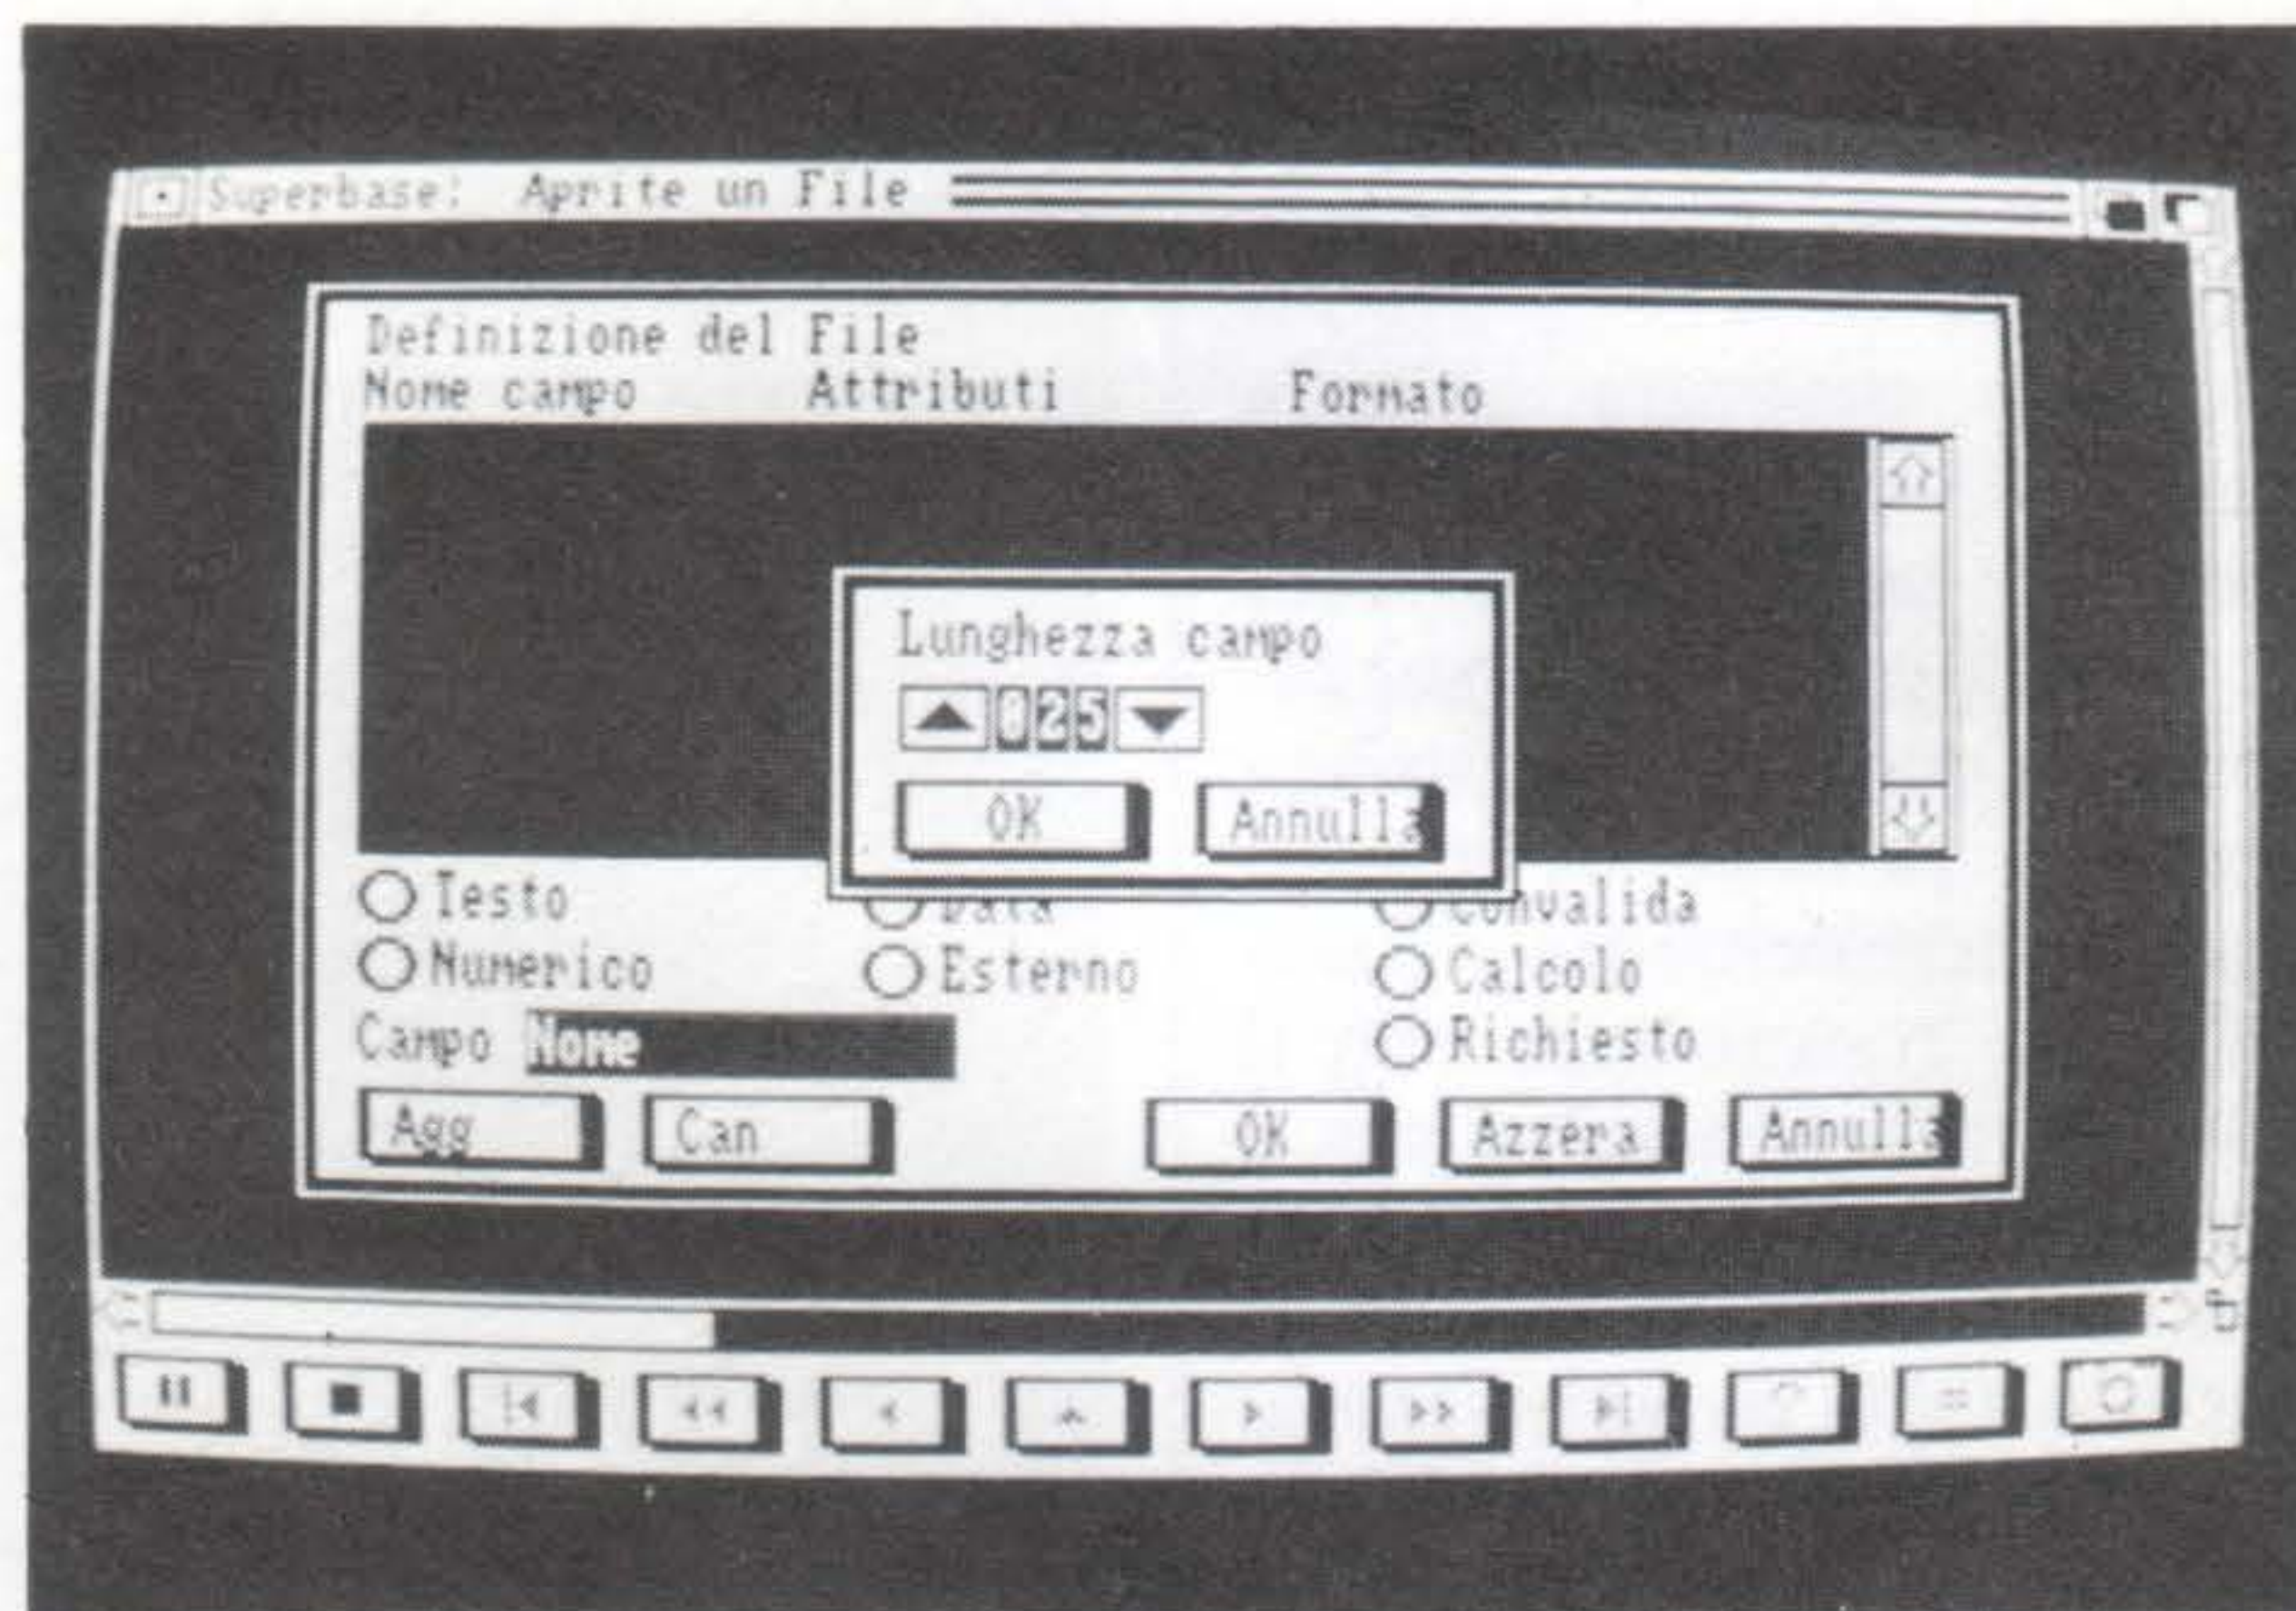 Superbase: Aprite un File
Definizione del File
Nome campo Attributi Formato
Lunghezza campo
025
OK Annulla
Testo Data Convalida
Numerico Esterno Calcolo
Campo Nome Richiesto
Agg Can OK Azzera Annulla